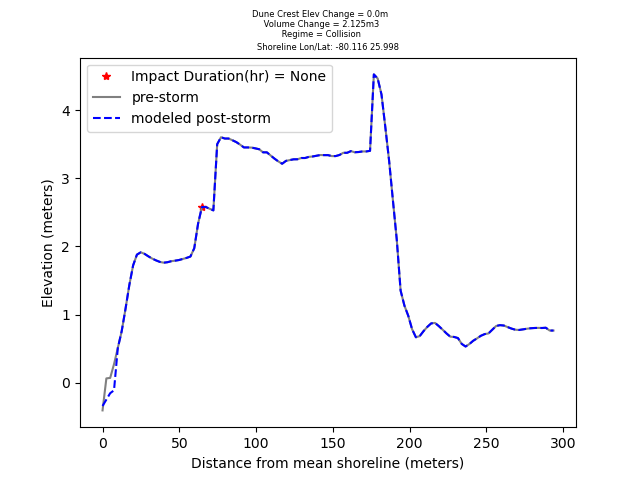 Dune Crest Elev Change = 0.0m
Volume Change = 2.125m3
Regime = Collision
Shoreline Lon/Lat: -80.116 25.998
Impact Duration(hr) = None
pre-storm
modeled post-storm
Elevation (meters)
4
3
2
1
0
0 50 100 150 200 250 300
Distance from mean shoreline (meters)